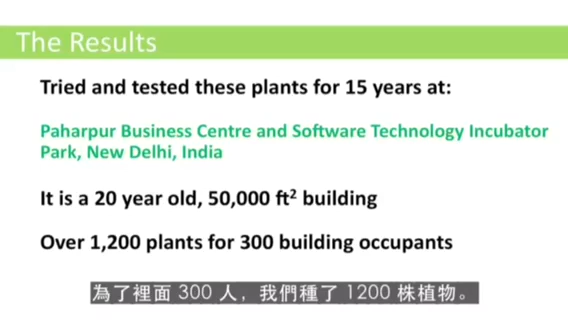 The Results
Tried and tested these plants for 15 years at:
Paharpur Business Centre and Software Technology Incubator
Park, New Delhi, India
It is a 20 year old, 50,000 ft² building
Over 1,200 plants for 300 building occupants
為了裡面 300 人，我們種了 1200 株植物。